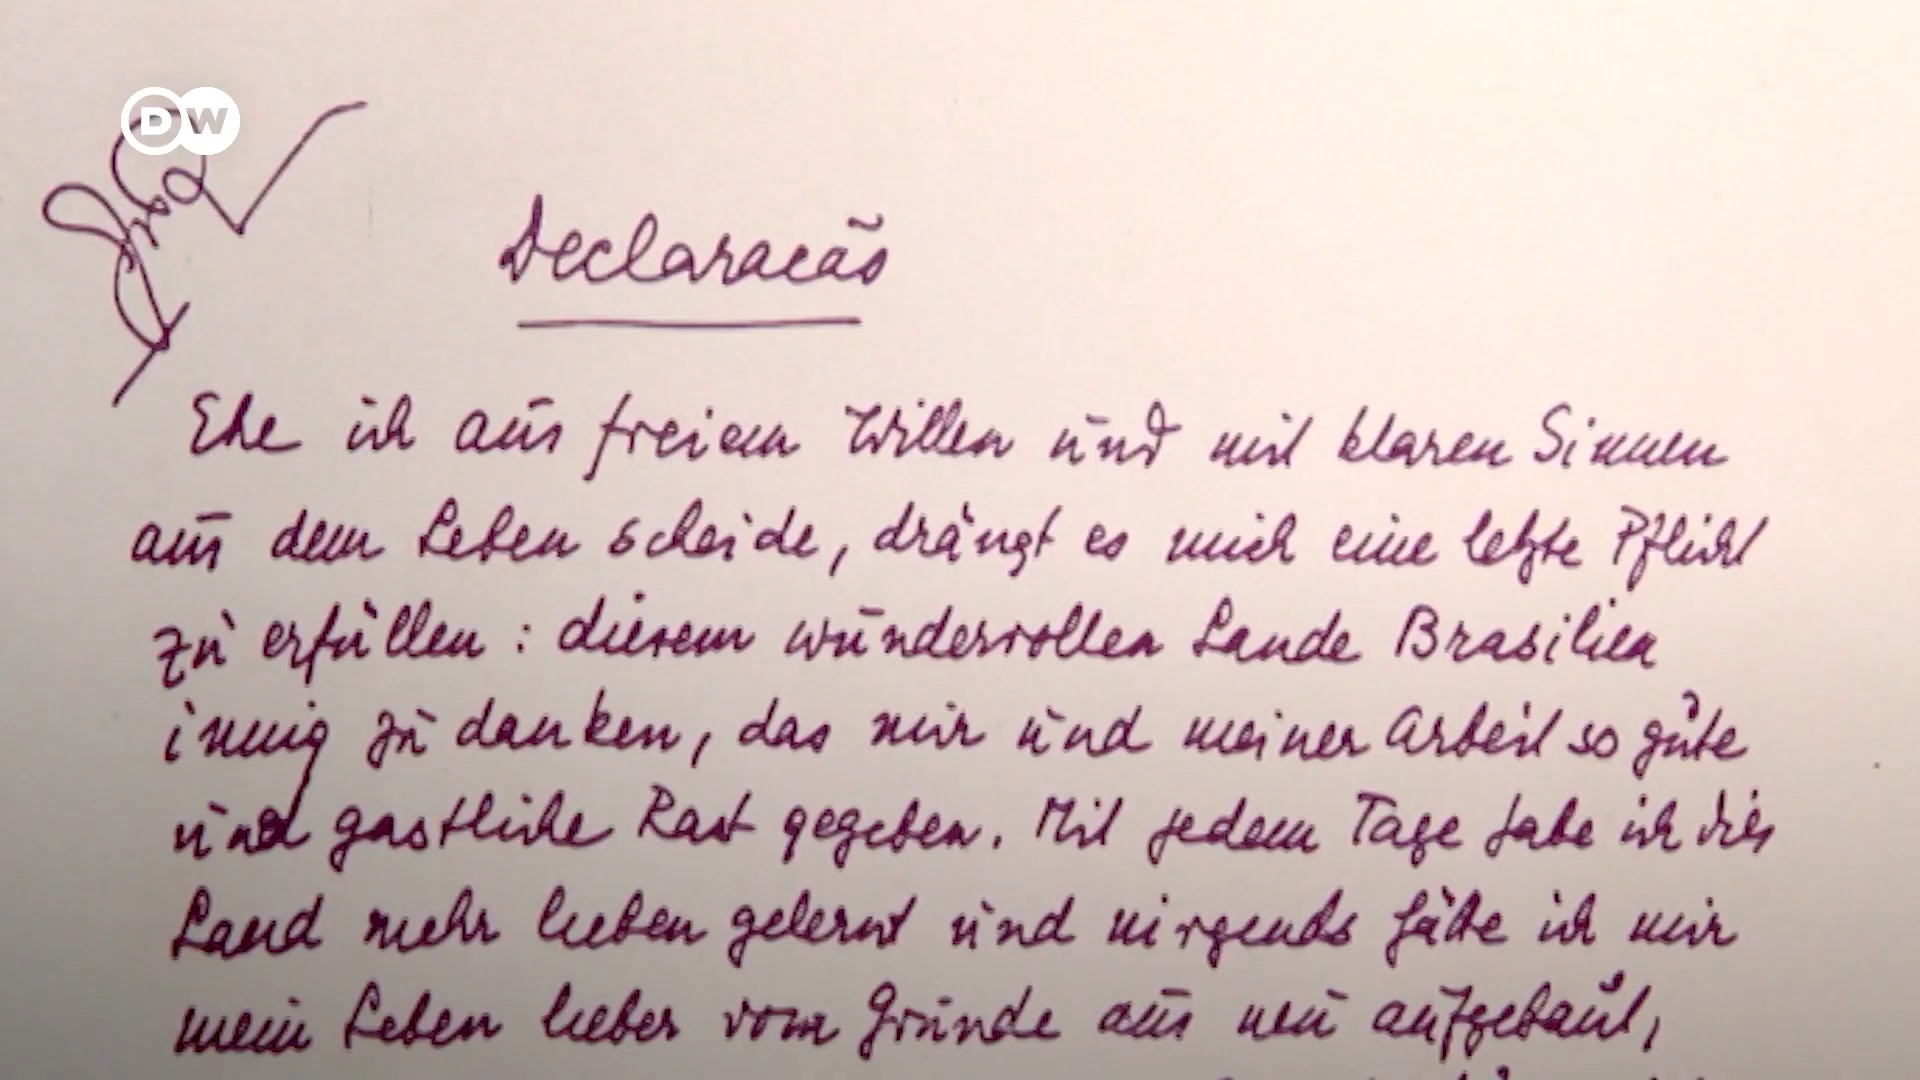 DW
Declaracão
Ehe ich aus freiem Willen und mit klaren Sinnen
aus dem Leben scheide, drängt es mich eine letzte Pflicht
zu erfüllen: diesem wundervollen Lande Brasilien
innig zu danken, das mir und meiner Arbeit so gute
und gastliche Rast gegeben. Mit jedem Tage habe ich dies
Land mehr lieben gelernt und nirgends hätte ich mir
mein Leben lieber vom Grunde aus neu aufgebaut,